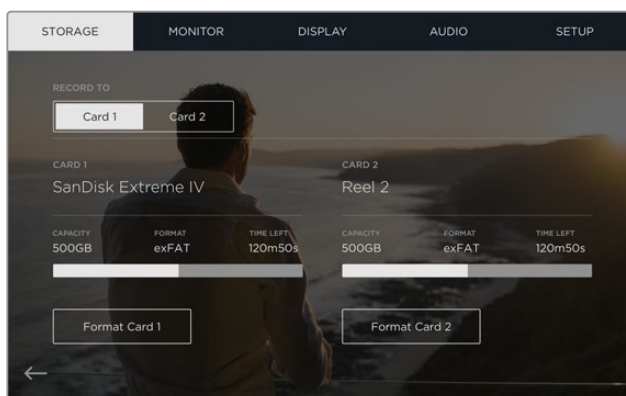 STORAGE MONITOR DISPLAY AUDIO SETUP
RECORD TO
Card 1 Card 2
CARD 1 CARD 2
SanDisk Extreme IV Reel 2
CAPACITY FORMAT TIME LEFT CAPACITY FORMAT TIME LEFT
500GB exFAT 120m50s 500GB exFAT 120m50s
Format Card 1 Format Card 2